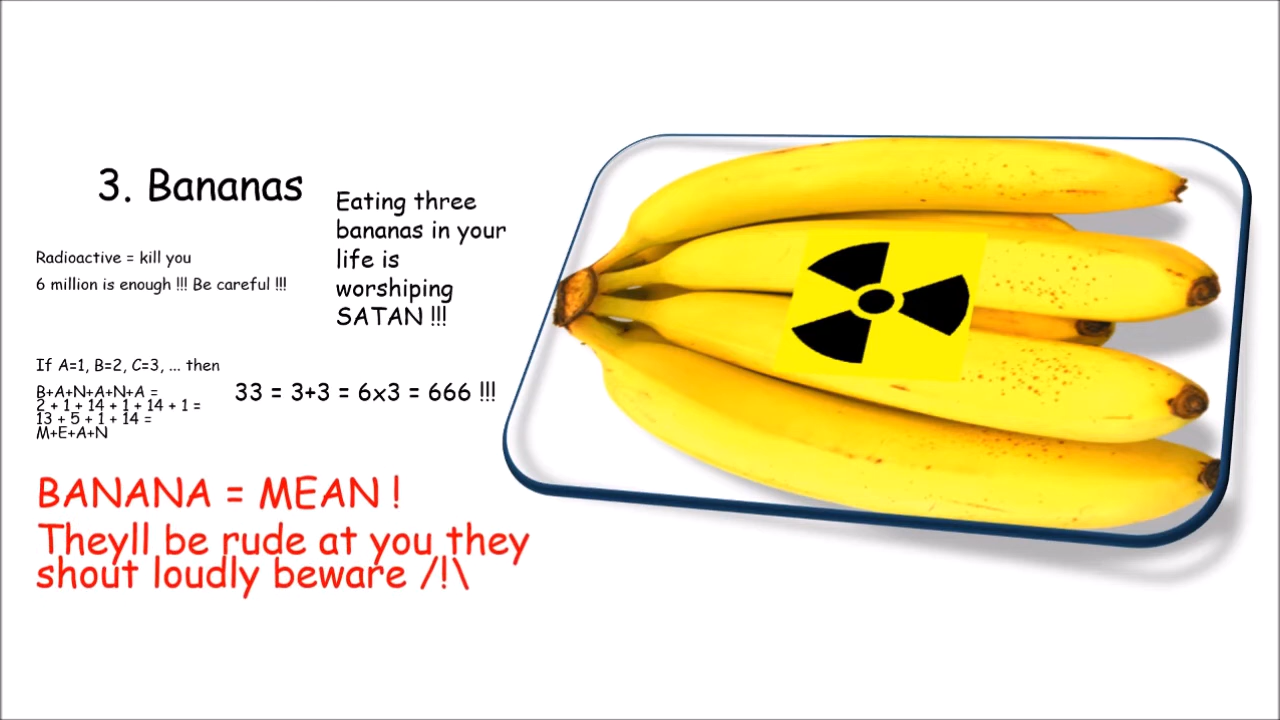 3. Bananas
Radioactive = kill you
6 million is enough !!! Be careful !!!
Eating three
bananas in your
life is
worshiping
SATAN !!!
If A=1, B=2, C=3, ... then
B+A+N+A+N+A =
2 + 1 + 14 + 1 + 14 + 1 =
13 + 5 + 1 + 14 =
M+E+A+N
33 = 3+3 = 6x3 = 666 !!!
BANANA = MEAN !
Theyll be rude at you they
shout loudly beware /!\